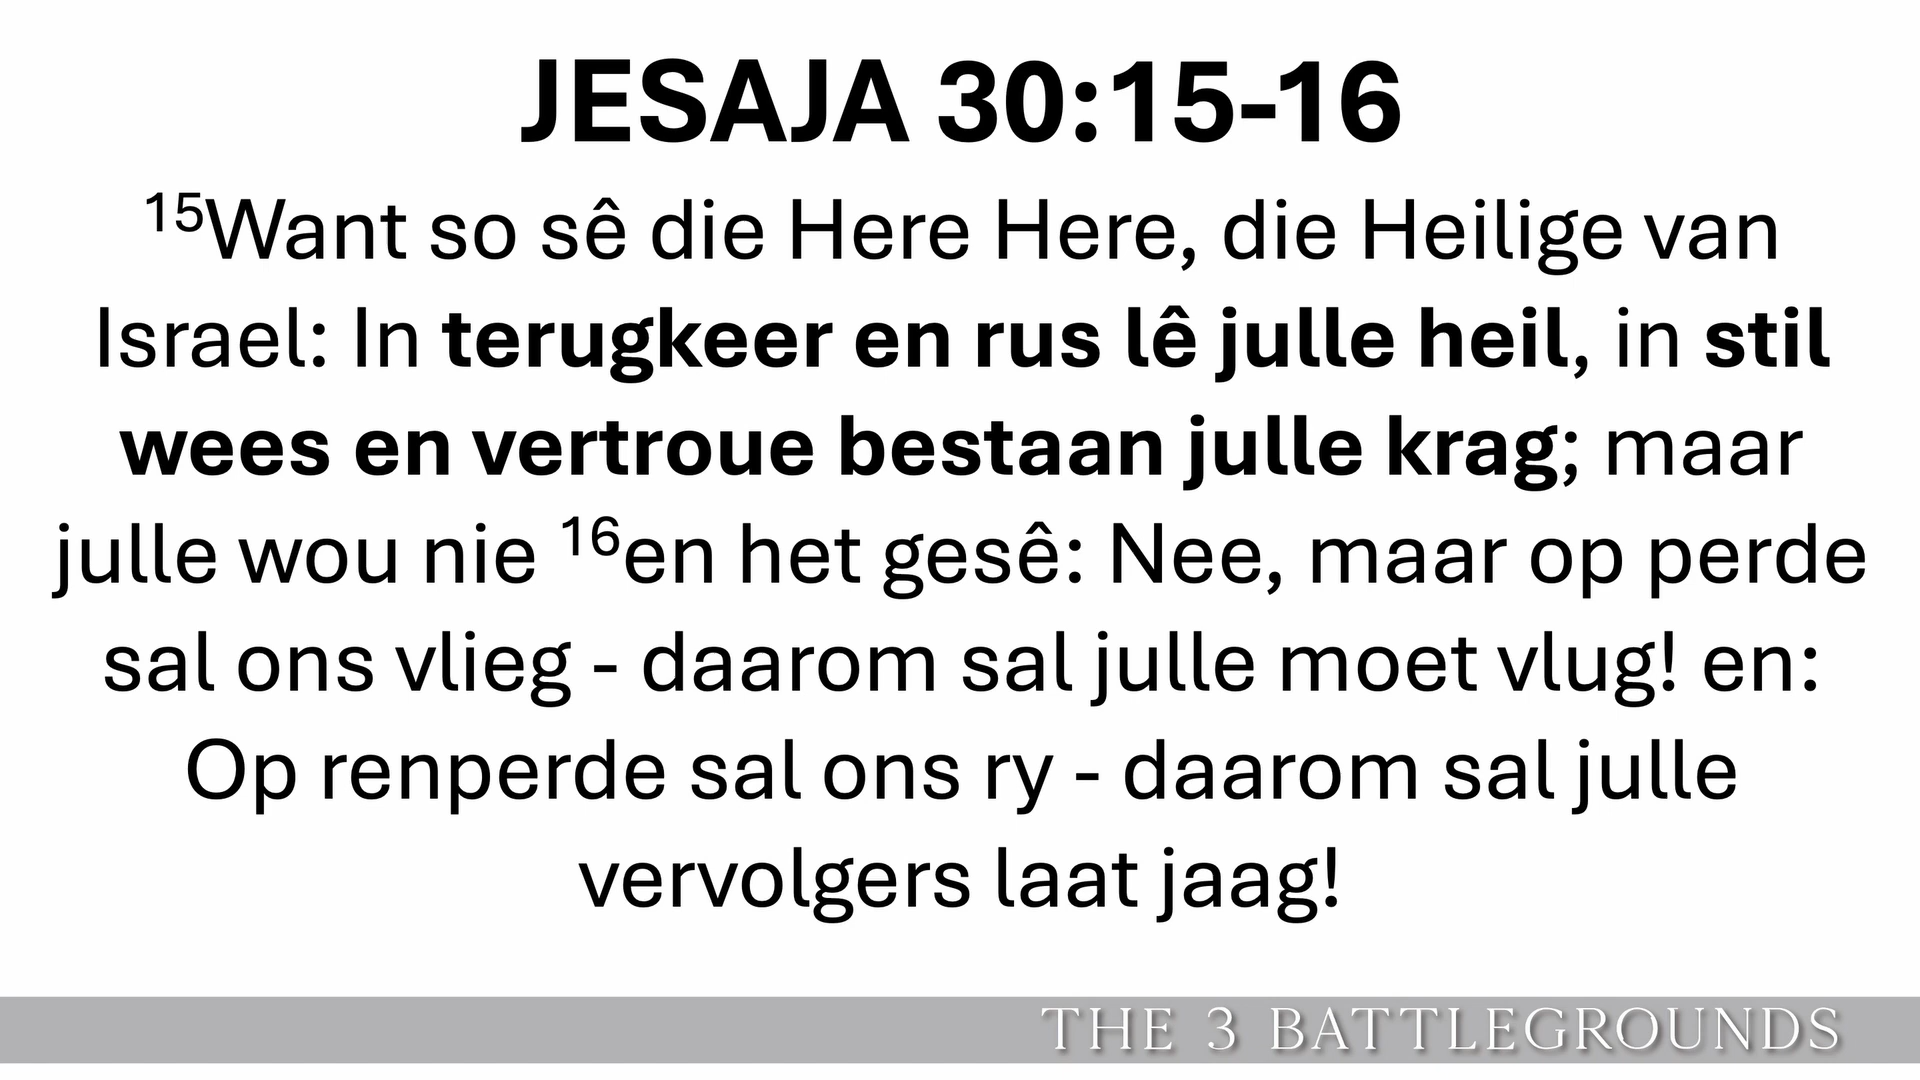 JESAJA 30:15-16
15Want so sê die Here Here, die Heilige van
Israel: In terugkeer en rus lê julle heil, in stil
wees en vertroue bestaan julle krag; maar
julle wou nie 16en het gesê: Nee, maar op perde
sal ons vlieg - daarom sal julle moet vlug! en:
Op renperde sal ons ry - daarom sal julle
vervolgers laat jaag!
THE 3 BATTLEGROUNDS